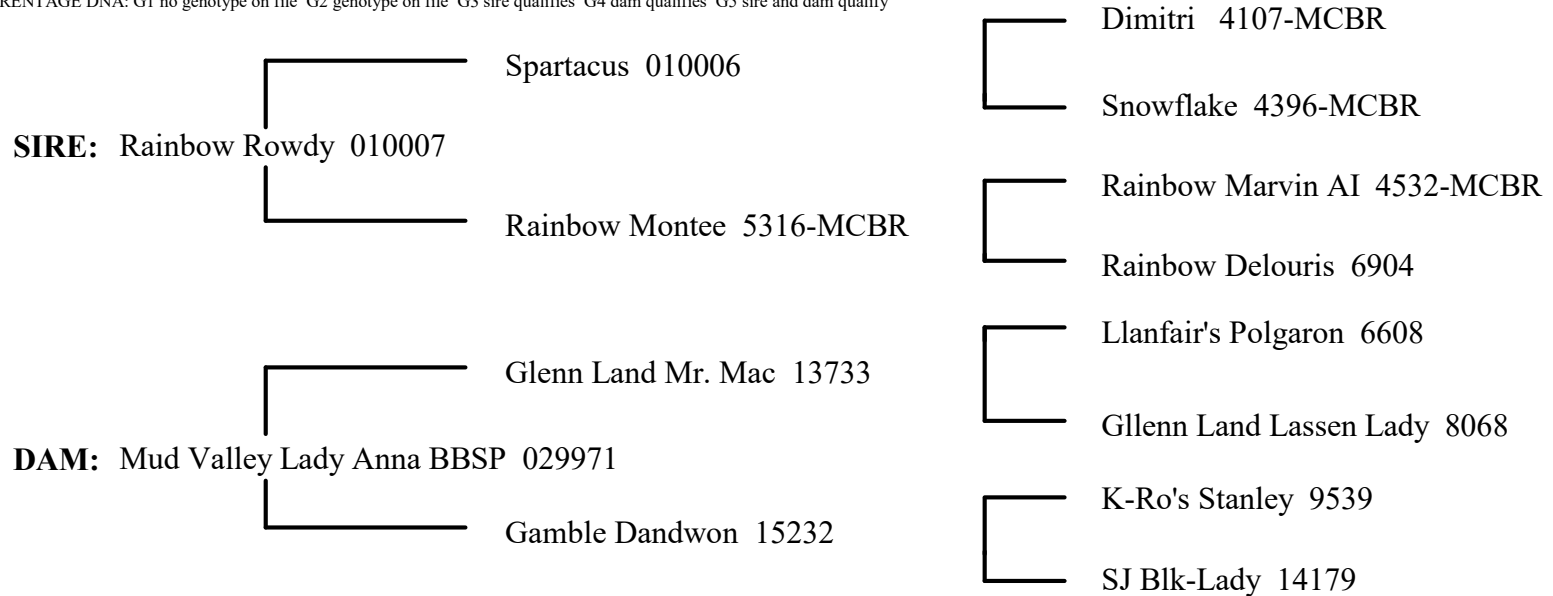 PARENTAGE DNA: G1 no genotype on file G2 genotype on file G3 sire qualifies G4 dam qualifies G5 sire and dam qualify
Dimitri 4107-MCBR
Spartacus 010006
Snowflake 4396-MCBR
SIRE: Rainbow Rowdy 010007
Rainbow Marvin AI 4532-MCBR
Rainbow Montee 5316-MCBR
Rainbow Delouris 6904
Llanfair's Polgaron 6608
Glenn Land Mr. Mac 13733
Gllenn Land Lassen Lady 8068
DAM: Mud Valley Lady Anna BBSP 029971
K-Ro's Stanley 9539
Gamble Dandwon 15232
SJ Blk-Lady 14179